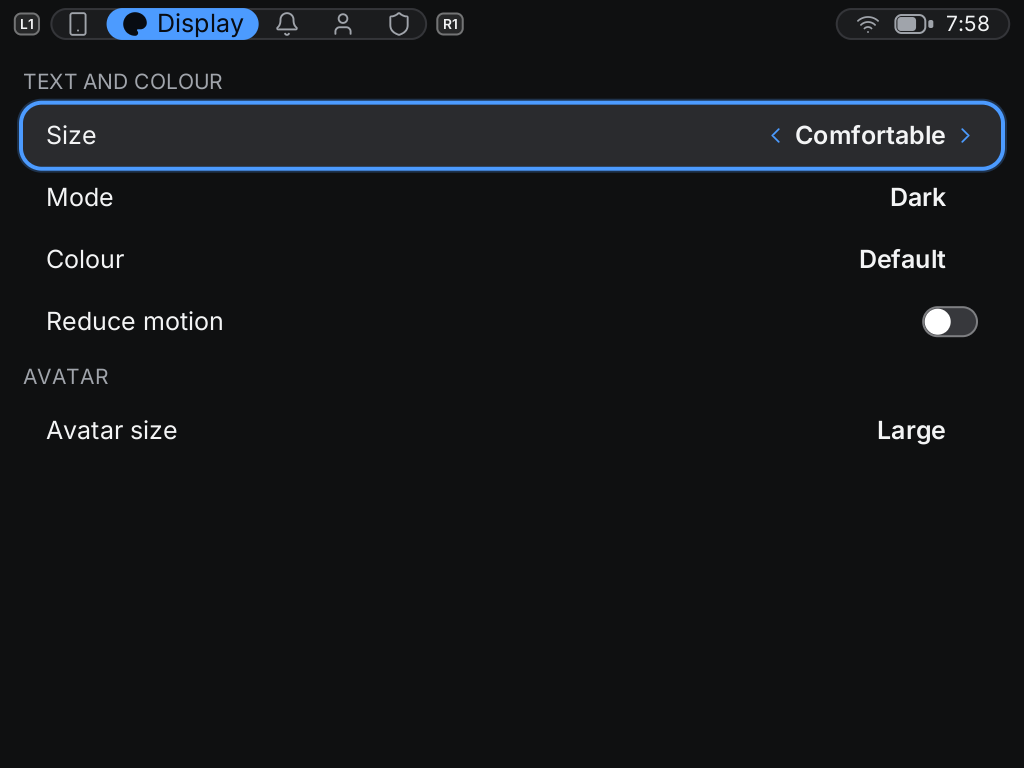 L1 Display R1 7:58
TEXT AND COLOUR
Size Comfortable
Mode Dark
Colour Default
Reduce motion
AVATAR
Avatar size Large